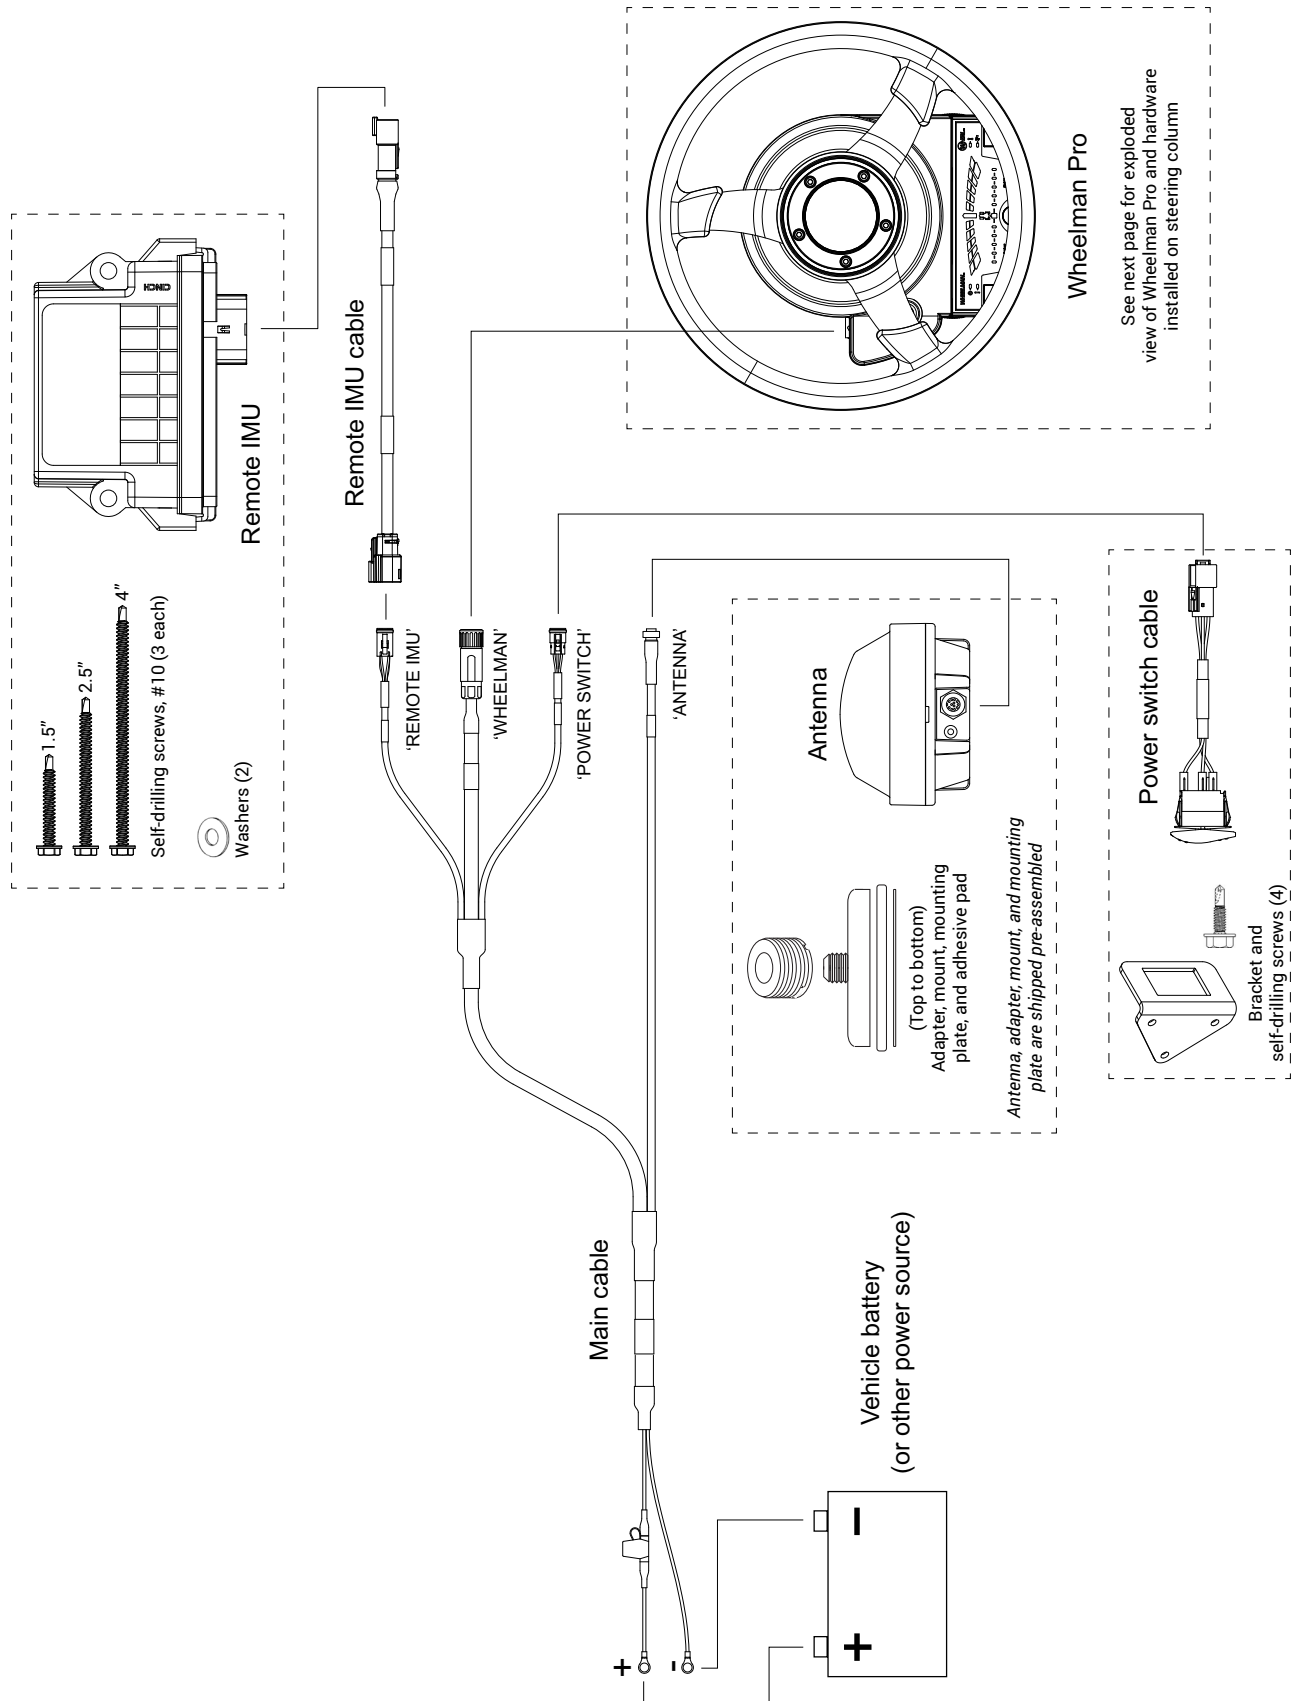 1.5”
2.5”
4”
Self-drilling screws, #10 (3 each)
Washers (2)
CINCH
Remote IMU
Remote IMU cable
‘REMOTE IMU’
‘WHEELMAN’
‘POWER SWITCH’
‘ANTENNA’
Main cable
+
-
Vehicle battery
(or other power source)
+
−
Antenna
(Top to bottom)
Adapter, mount, mounting
plate, and adhesive pad
Antenna, adapter, mount, and mounting
plate are shipped pre-assembled
Wheelman Pro
See next page for exploded
view of Wheelman Pro and hardware
installed on steering column
Power switch cable
Bracket and
self-drilling screws (4)